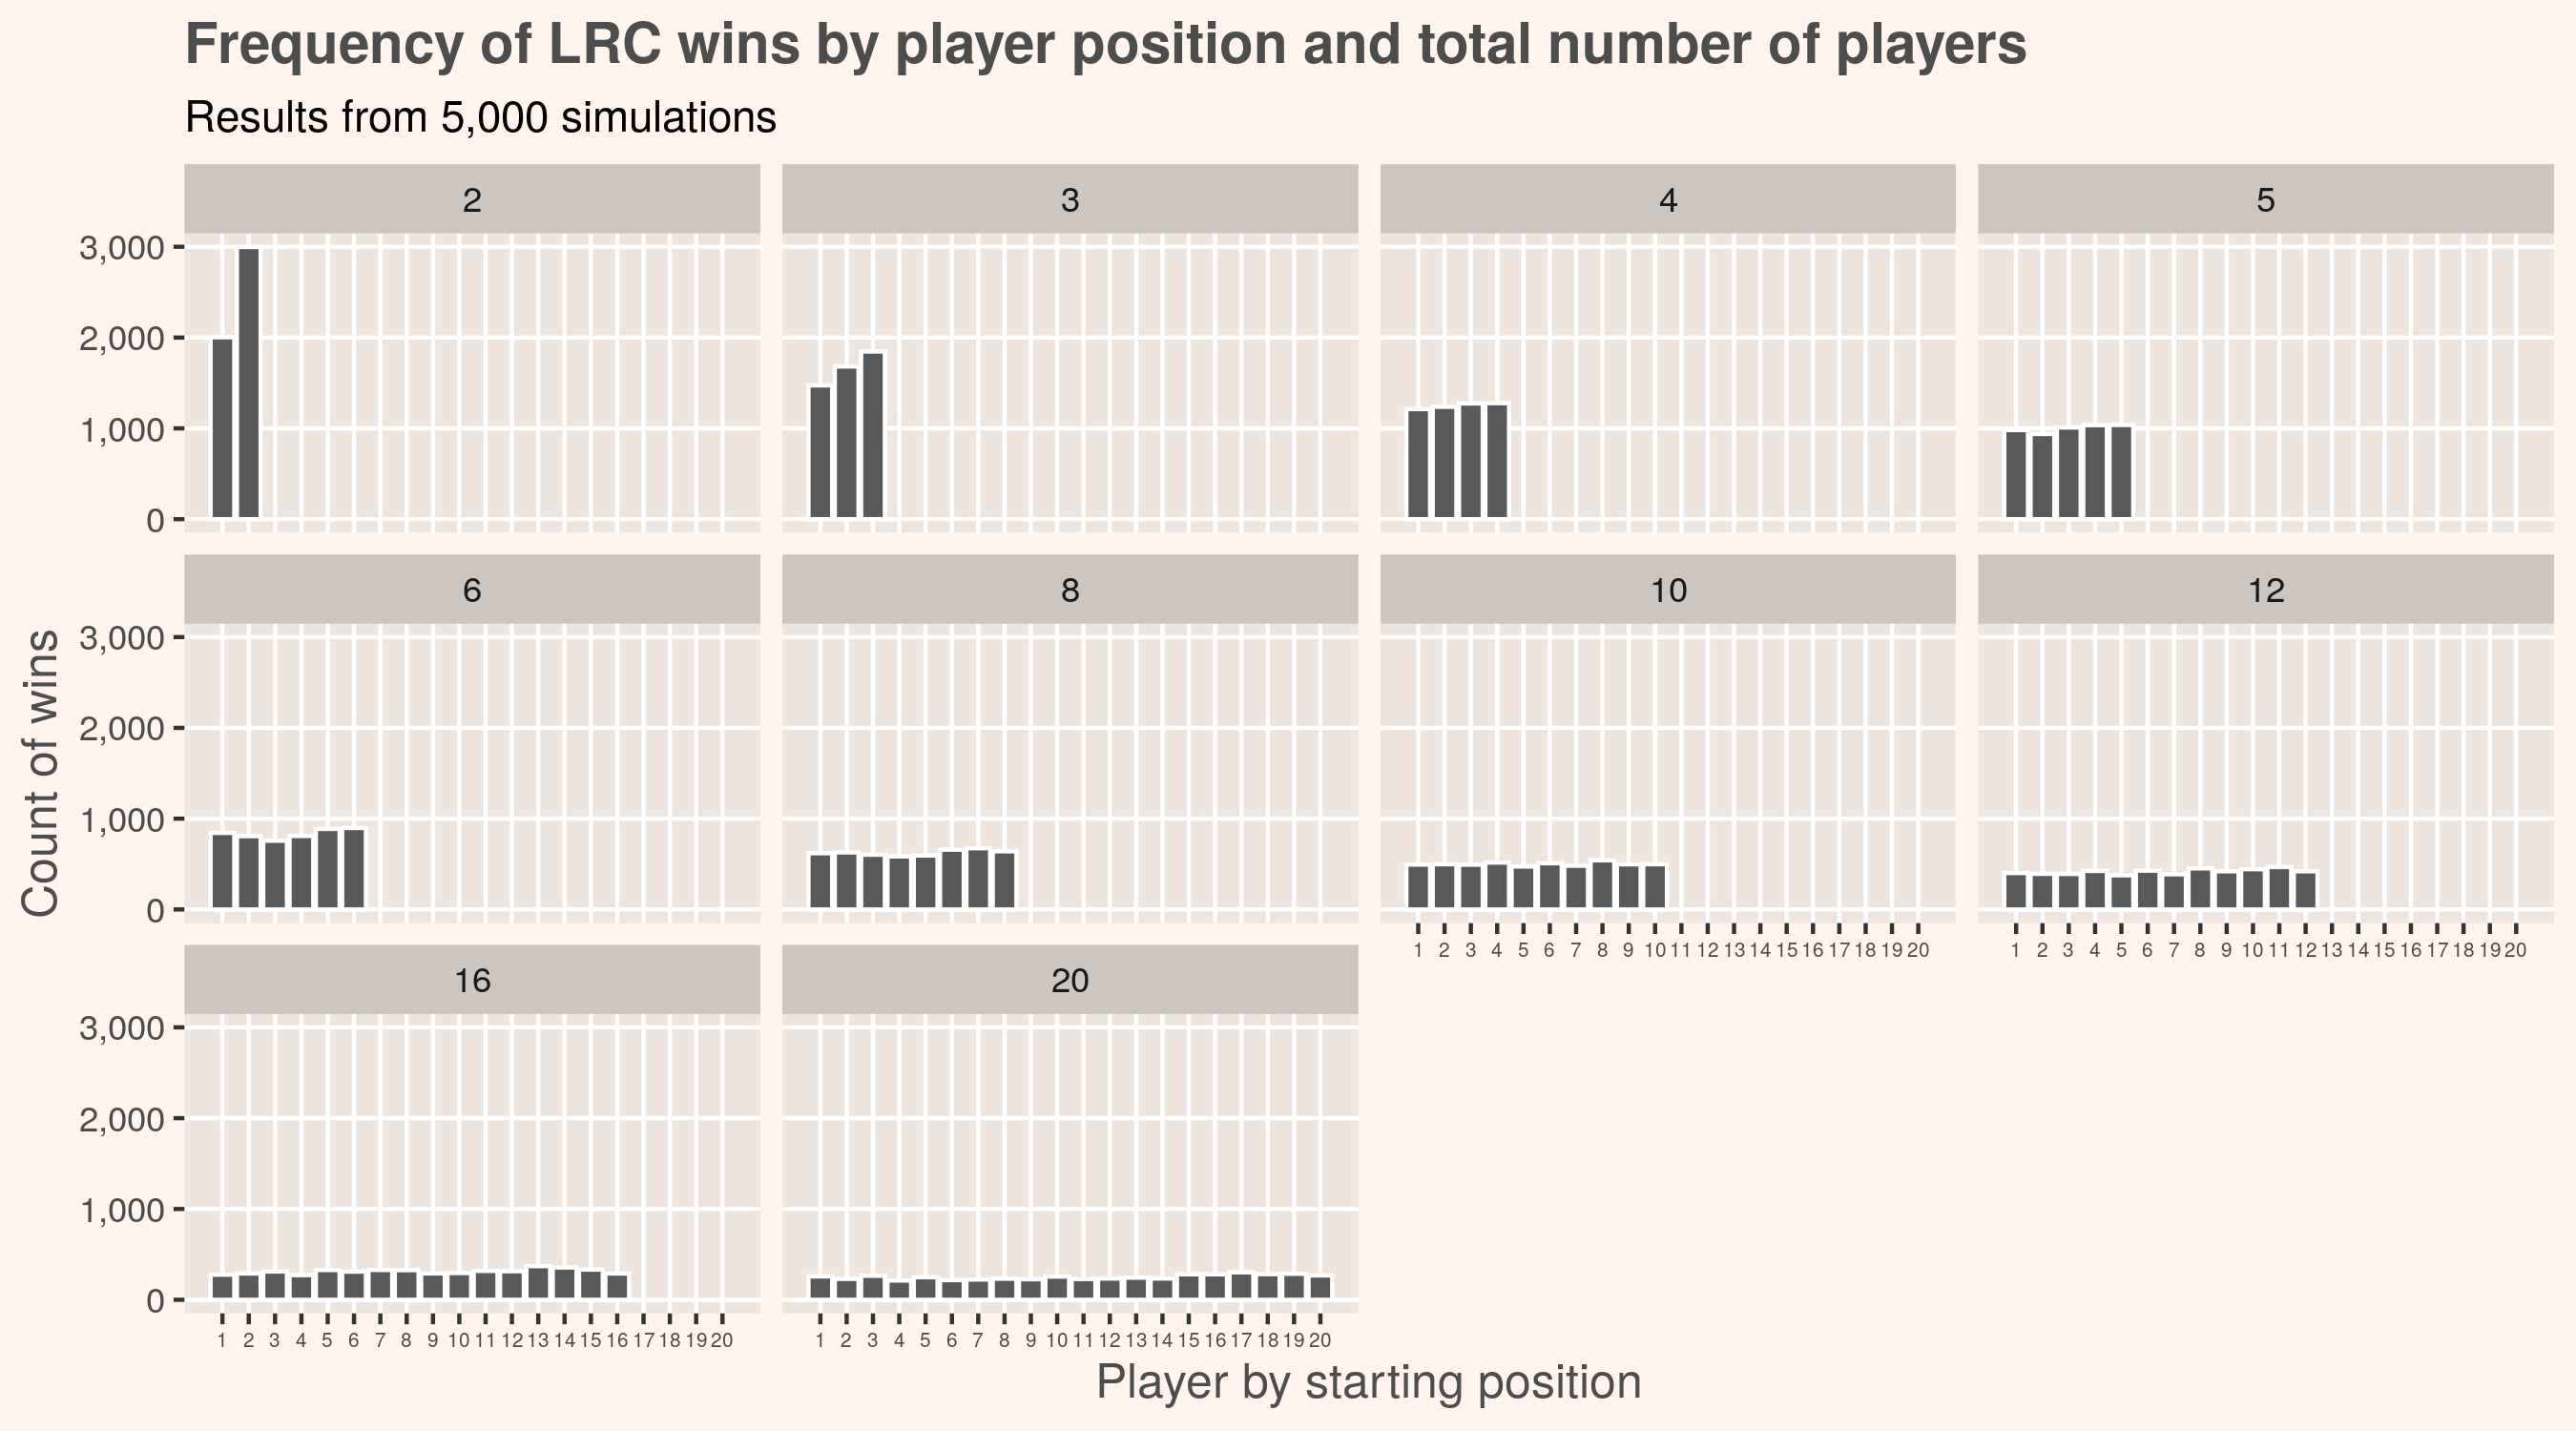 Frequency of LRC wins by player position and total number of players
Results from 5,000 simulations
2 3 4 5
3,000
2,000
1,000
0
6 8 10 12
3,000
2,000
1,000
0
1 2 3 4 5 6 7 8 9 10 11 12 13 14 15 16 17 18 19 20
1 2 3 4 5 6 7 8 9 10 11 12 13 14 15 16 17 18 19 20
16 20
3,000
2,000
1,000
0
1 2 3 4 5 6 7 8 9 10 11 12 13 14 15 16 17 18 19 20
1 2 3 4 5 6 7 8 9 10 11 12 13 14 15 16 17 18 19 20
Count of wins
Player by starting position